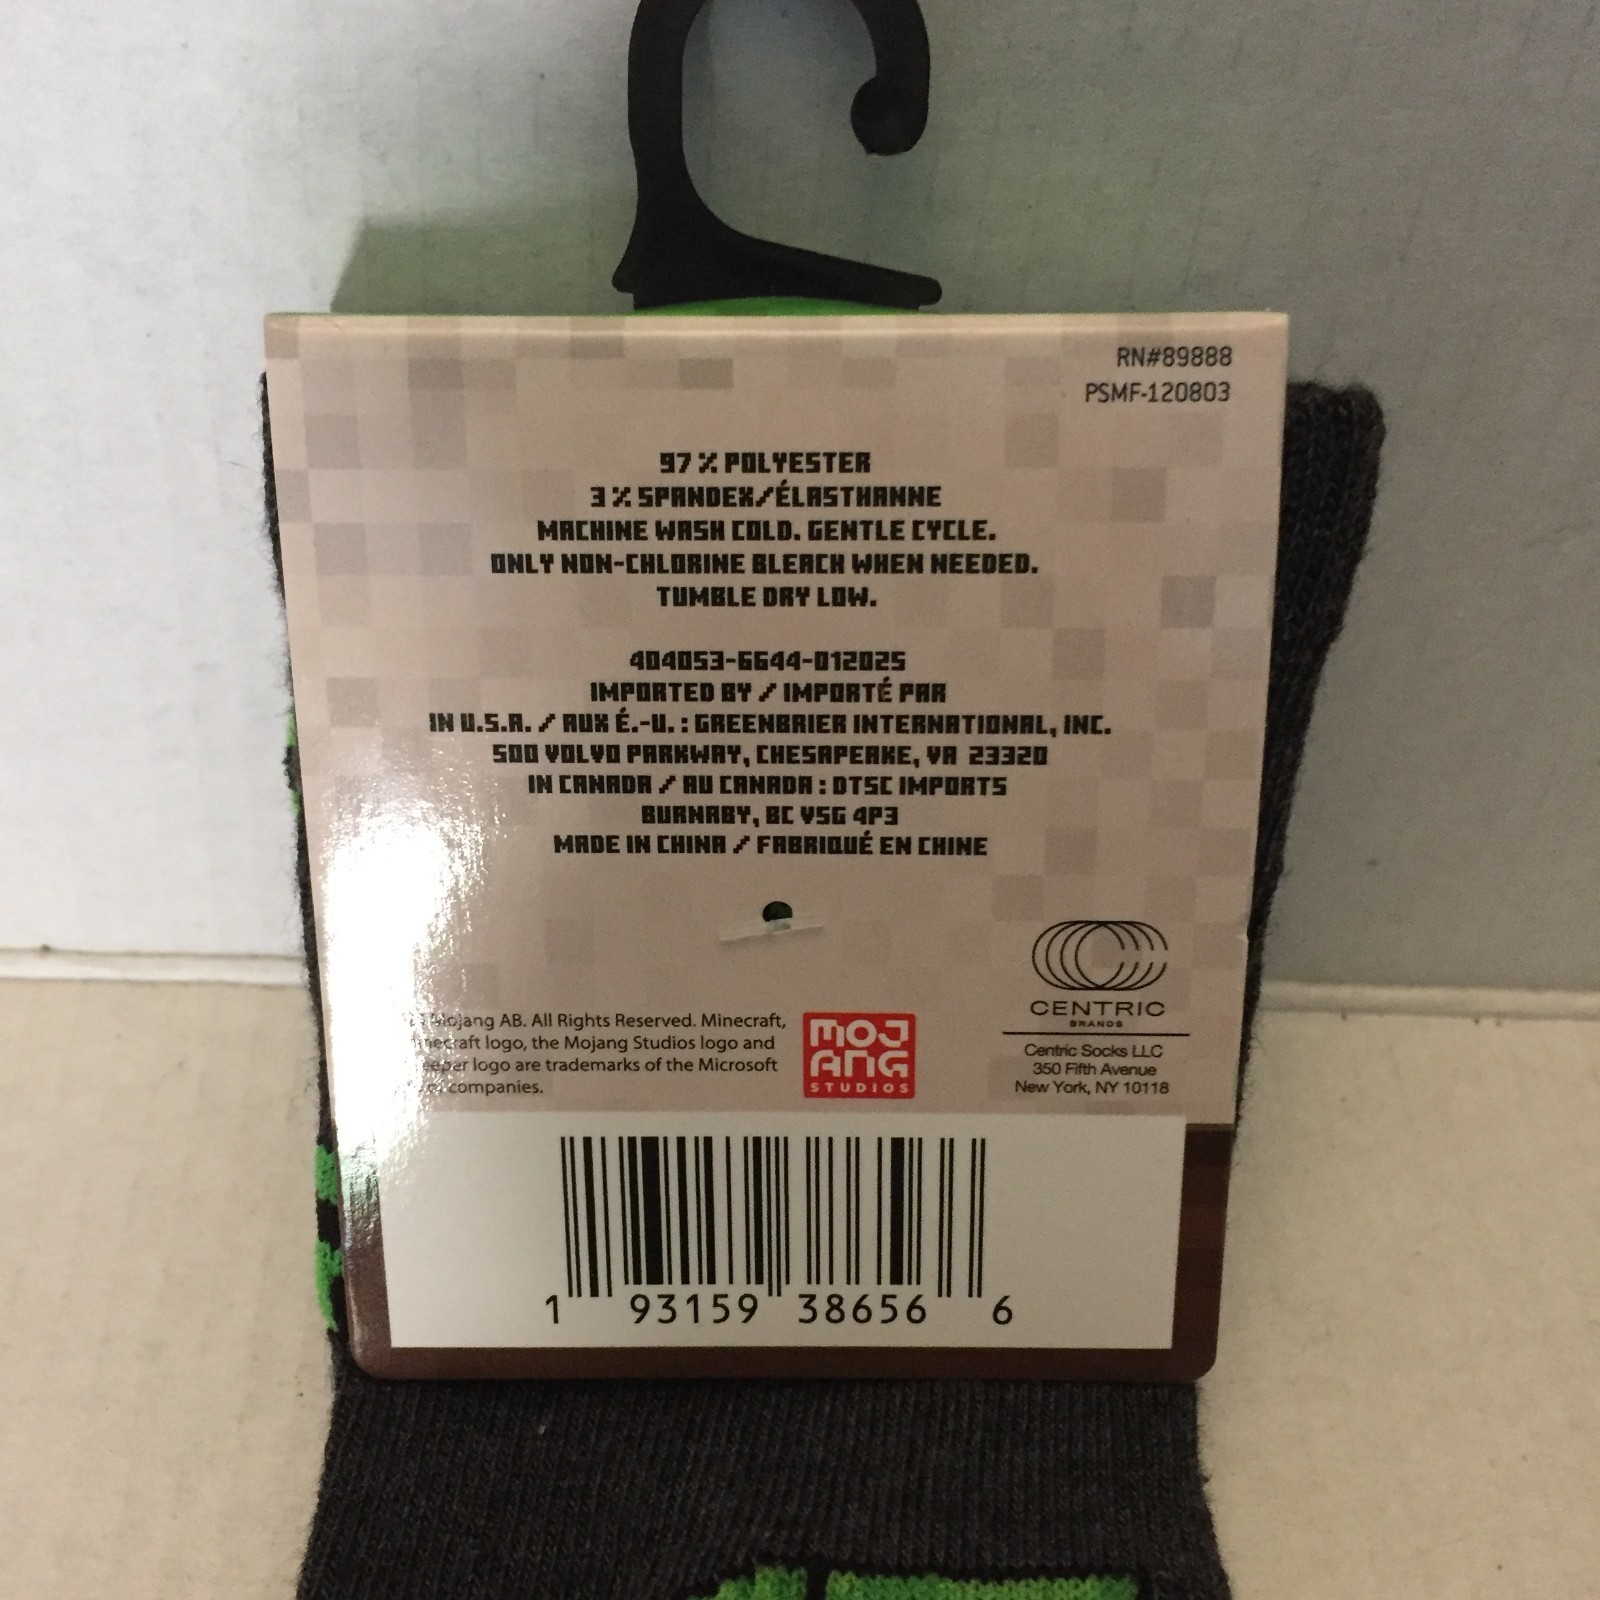 RN#89888
PSMF-120803
97 % POLYESTER
3 % SPANDEX/ÉLASTHANNE
MACHINE WASH COLD. GENTLE CYCLE.
ONLY NON-CHLORINE BLEACH WHEN NEEDED.
TUMBLE DRY LOW.
404053-6644-012025
IMPORTED BY / IMPORTÉ PAR
IN U.S.A. / AUX É.-U. : GREENBRIER INTERNATIONAL, INC.
500 VOLVO PARKWAY, CHESAPEAKE, VA 23320
IN CANADA / AU CANADA : DTSC IMPORTS
BURNABY, BC V5G 4P3
MADE IN CHINA / FABRIQUÉ EN CHINE
Mojang AB. All Rights Reserved. Minecraft,
logo, the Mojang Studios logo and
logo are trademarks of the Microsoft
companies.
MOJ
ANG
STUDIOS
CENTRIC
BRANDS
Centric Socks LLC
350 Fifth Avenue
New York, NY 10118
1 93159 38656 6